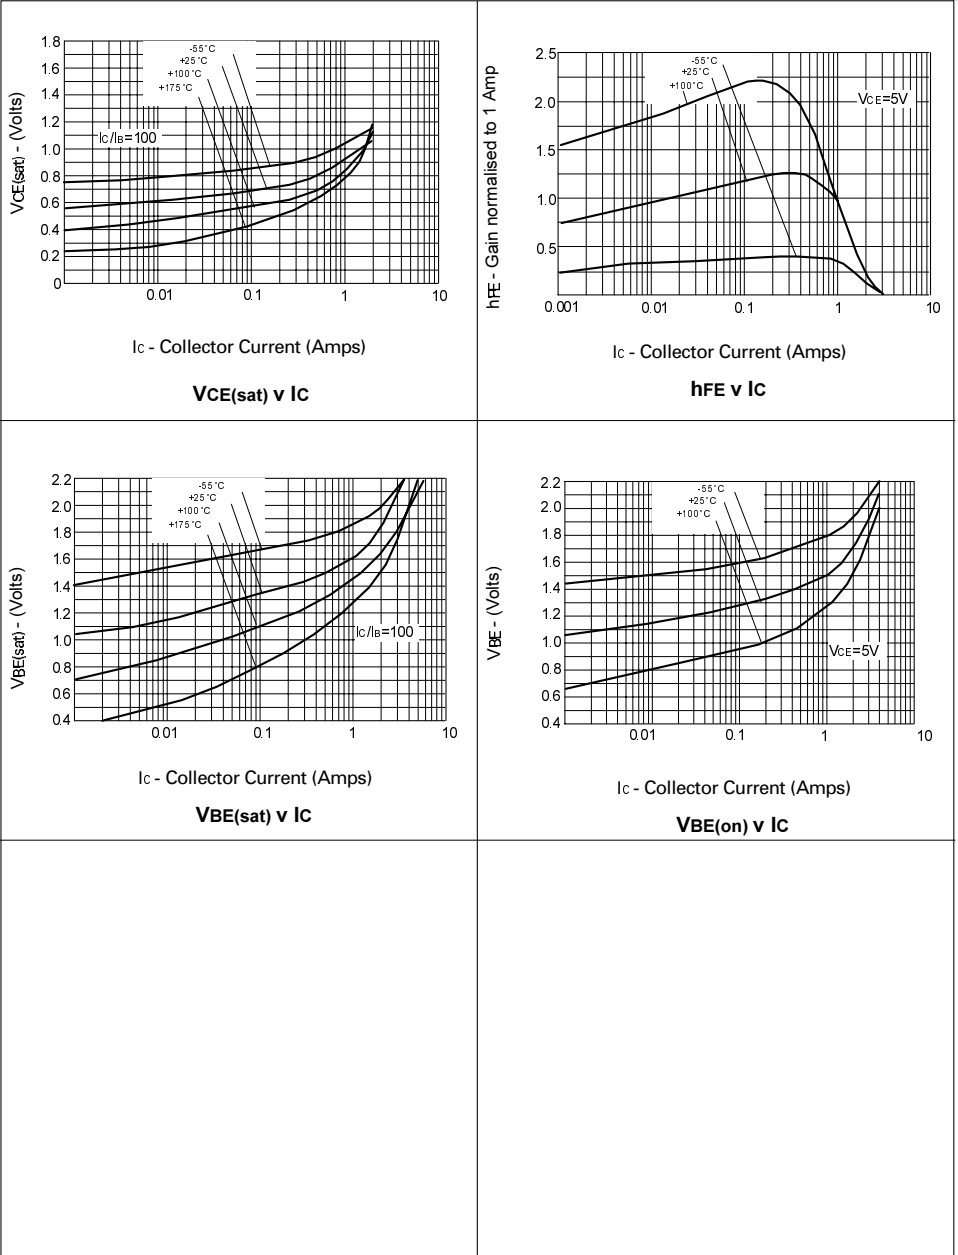 1.8
1.6
1.4
1.2
1.0
0.8
0.6
0.4
0.2
0
-55°C
+25°C
+100°C
+175°C
IC/IB=100
VCE(sat) - (Volts)
0.01
0.1
1
10
IC - Collector Current (Amps)
VCE(sat) v IC
2.5
2.0
1.5
1.0
0.5
-55°C
+25°C
+100°C
VCE=5V
hFE - Gain normalised to 1 Amp
0.001
0.01
0.1
1
10
IC - Collector Current (Amps)
hFE v IC
2.2
2.0
1.8
1.6
1.4
1.2
1.0
0.8
0.6
0.4
-55°C
+25°C
+100°C
+175°C
IC/IB=100
VBE(sat) - (Volts)
0.01
0.1
1
10
IC - Collector Current (Amps)
VBE(sat) v IC
2.2
2.0
1.8
1.6
1.4
1.2
1.0
0.8
0.6
0.4
-55°C
+25°C
+100°C
VCE=5V
VBE - (Volts)
0.01
0.1
1
10
IC - Collector Current (Amps)
VBE(on) v IC